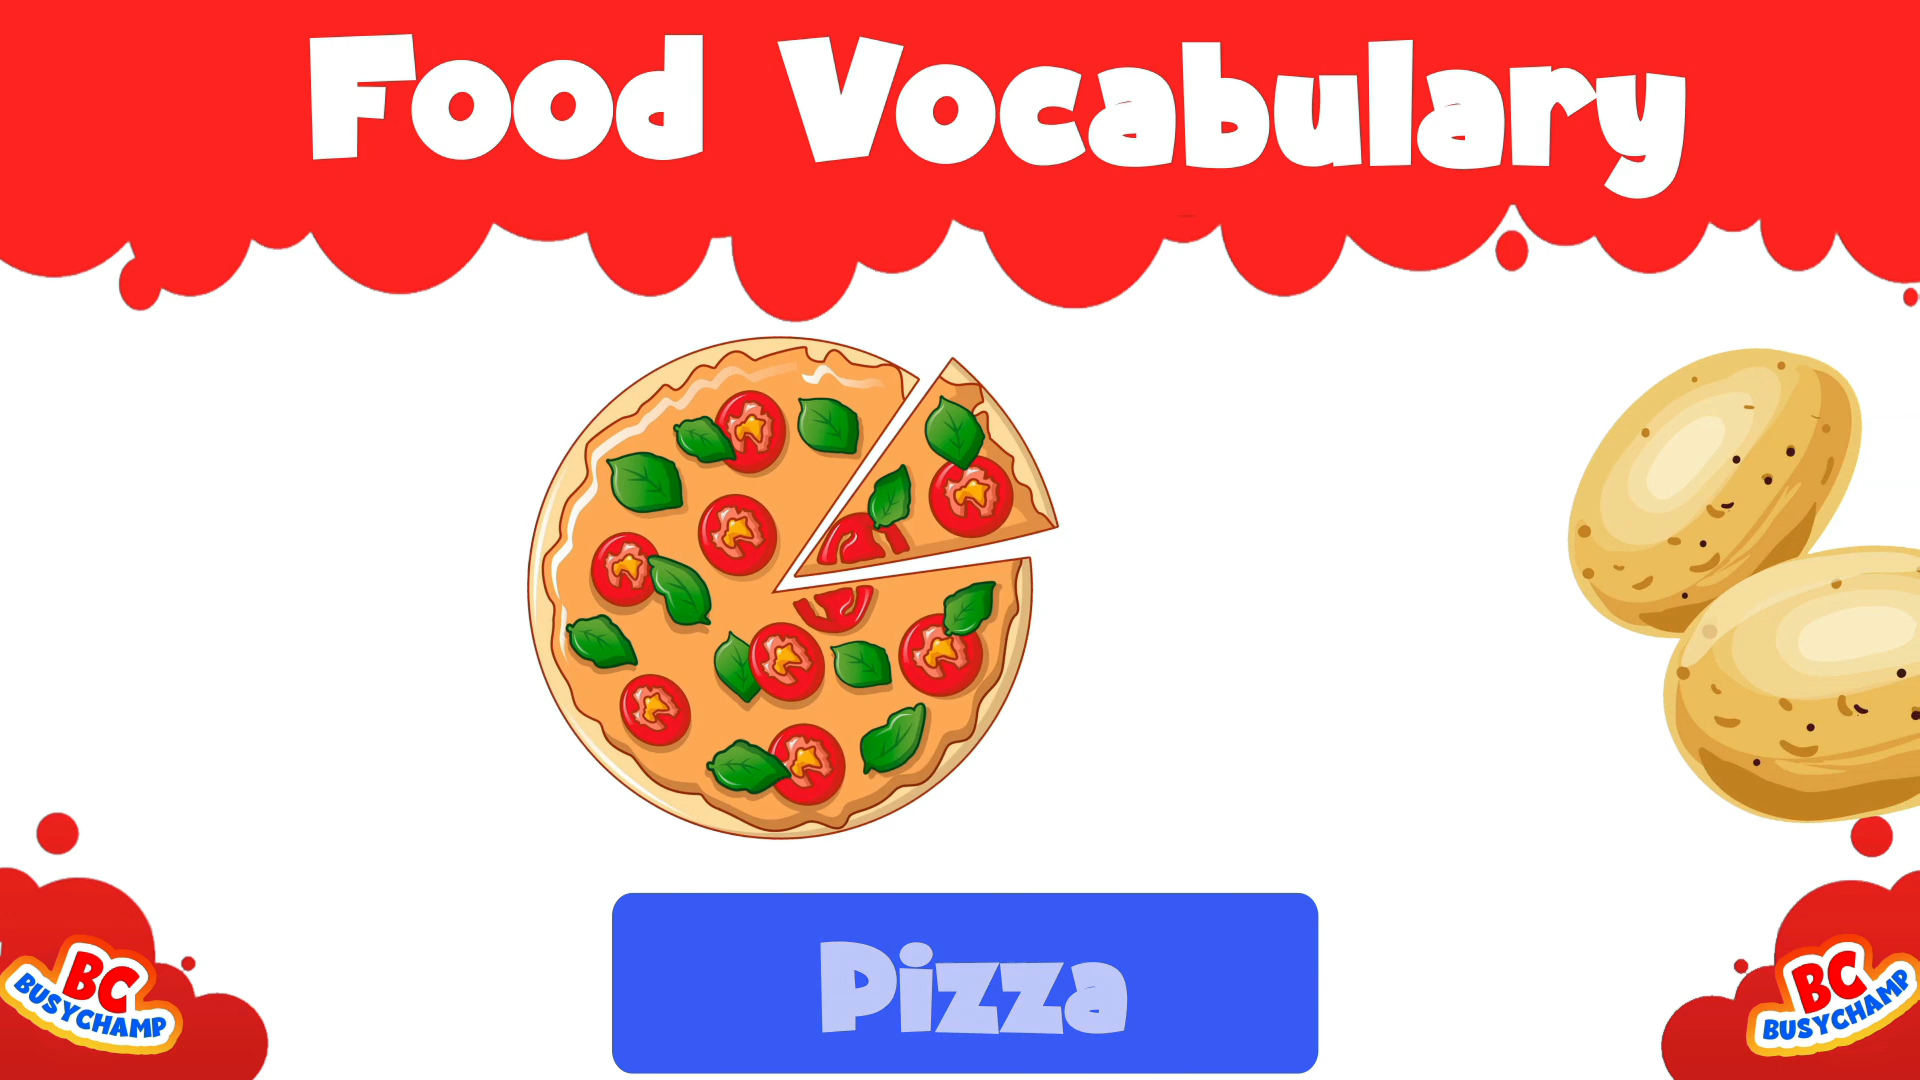 Food Vocabulary
Pizza
BC
BUSYCHAMP
BC
BUSYCHAMP